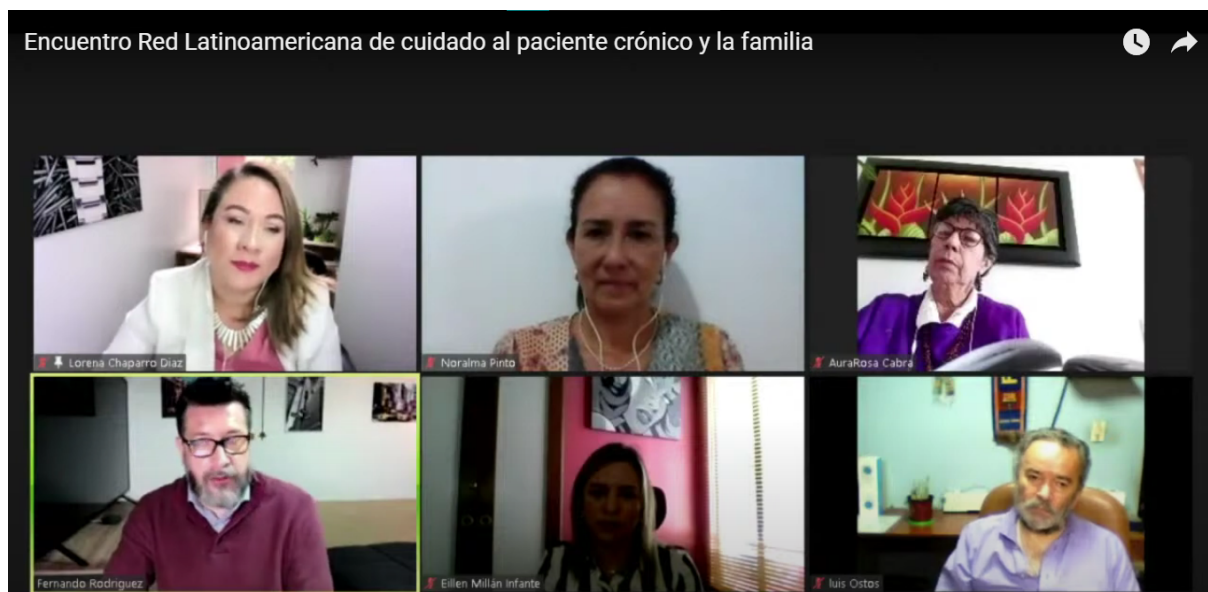 Encuentro Red Latinoamericana de cuidado al paciente crónico y la familia
Lorena Chaparro Diaz
Noralma Pinto
AuraRosa Cabra
Fernando Rodriguez
Eillen Millán Infante
luis Ostos